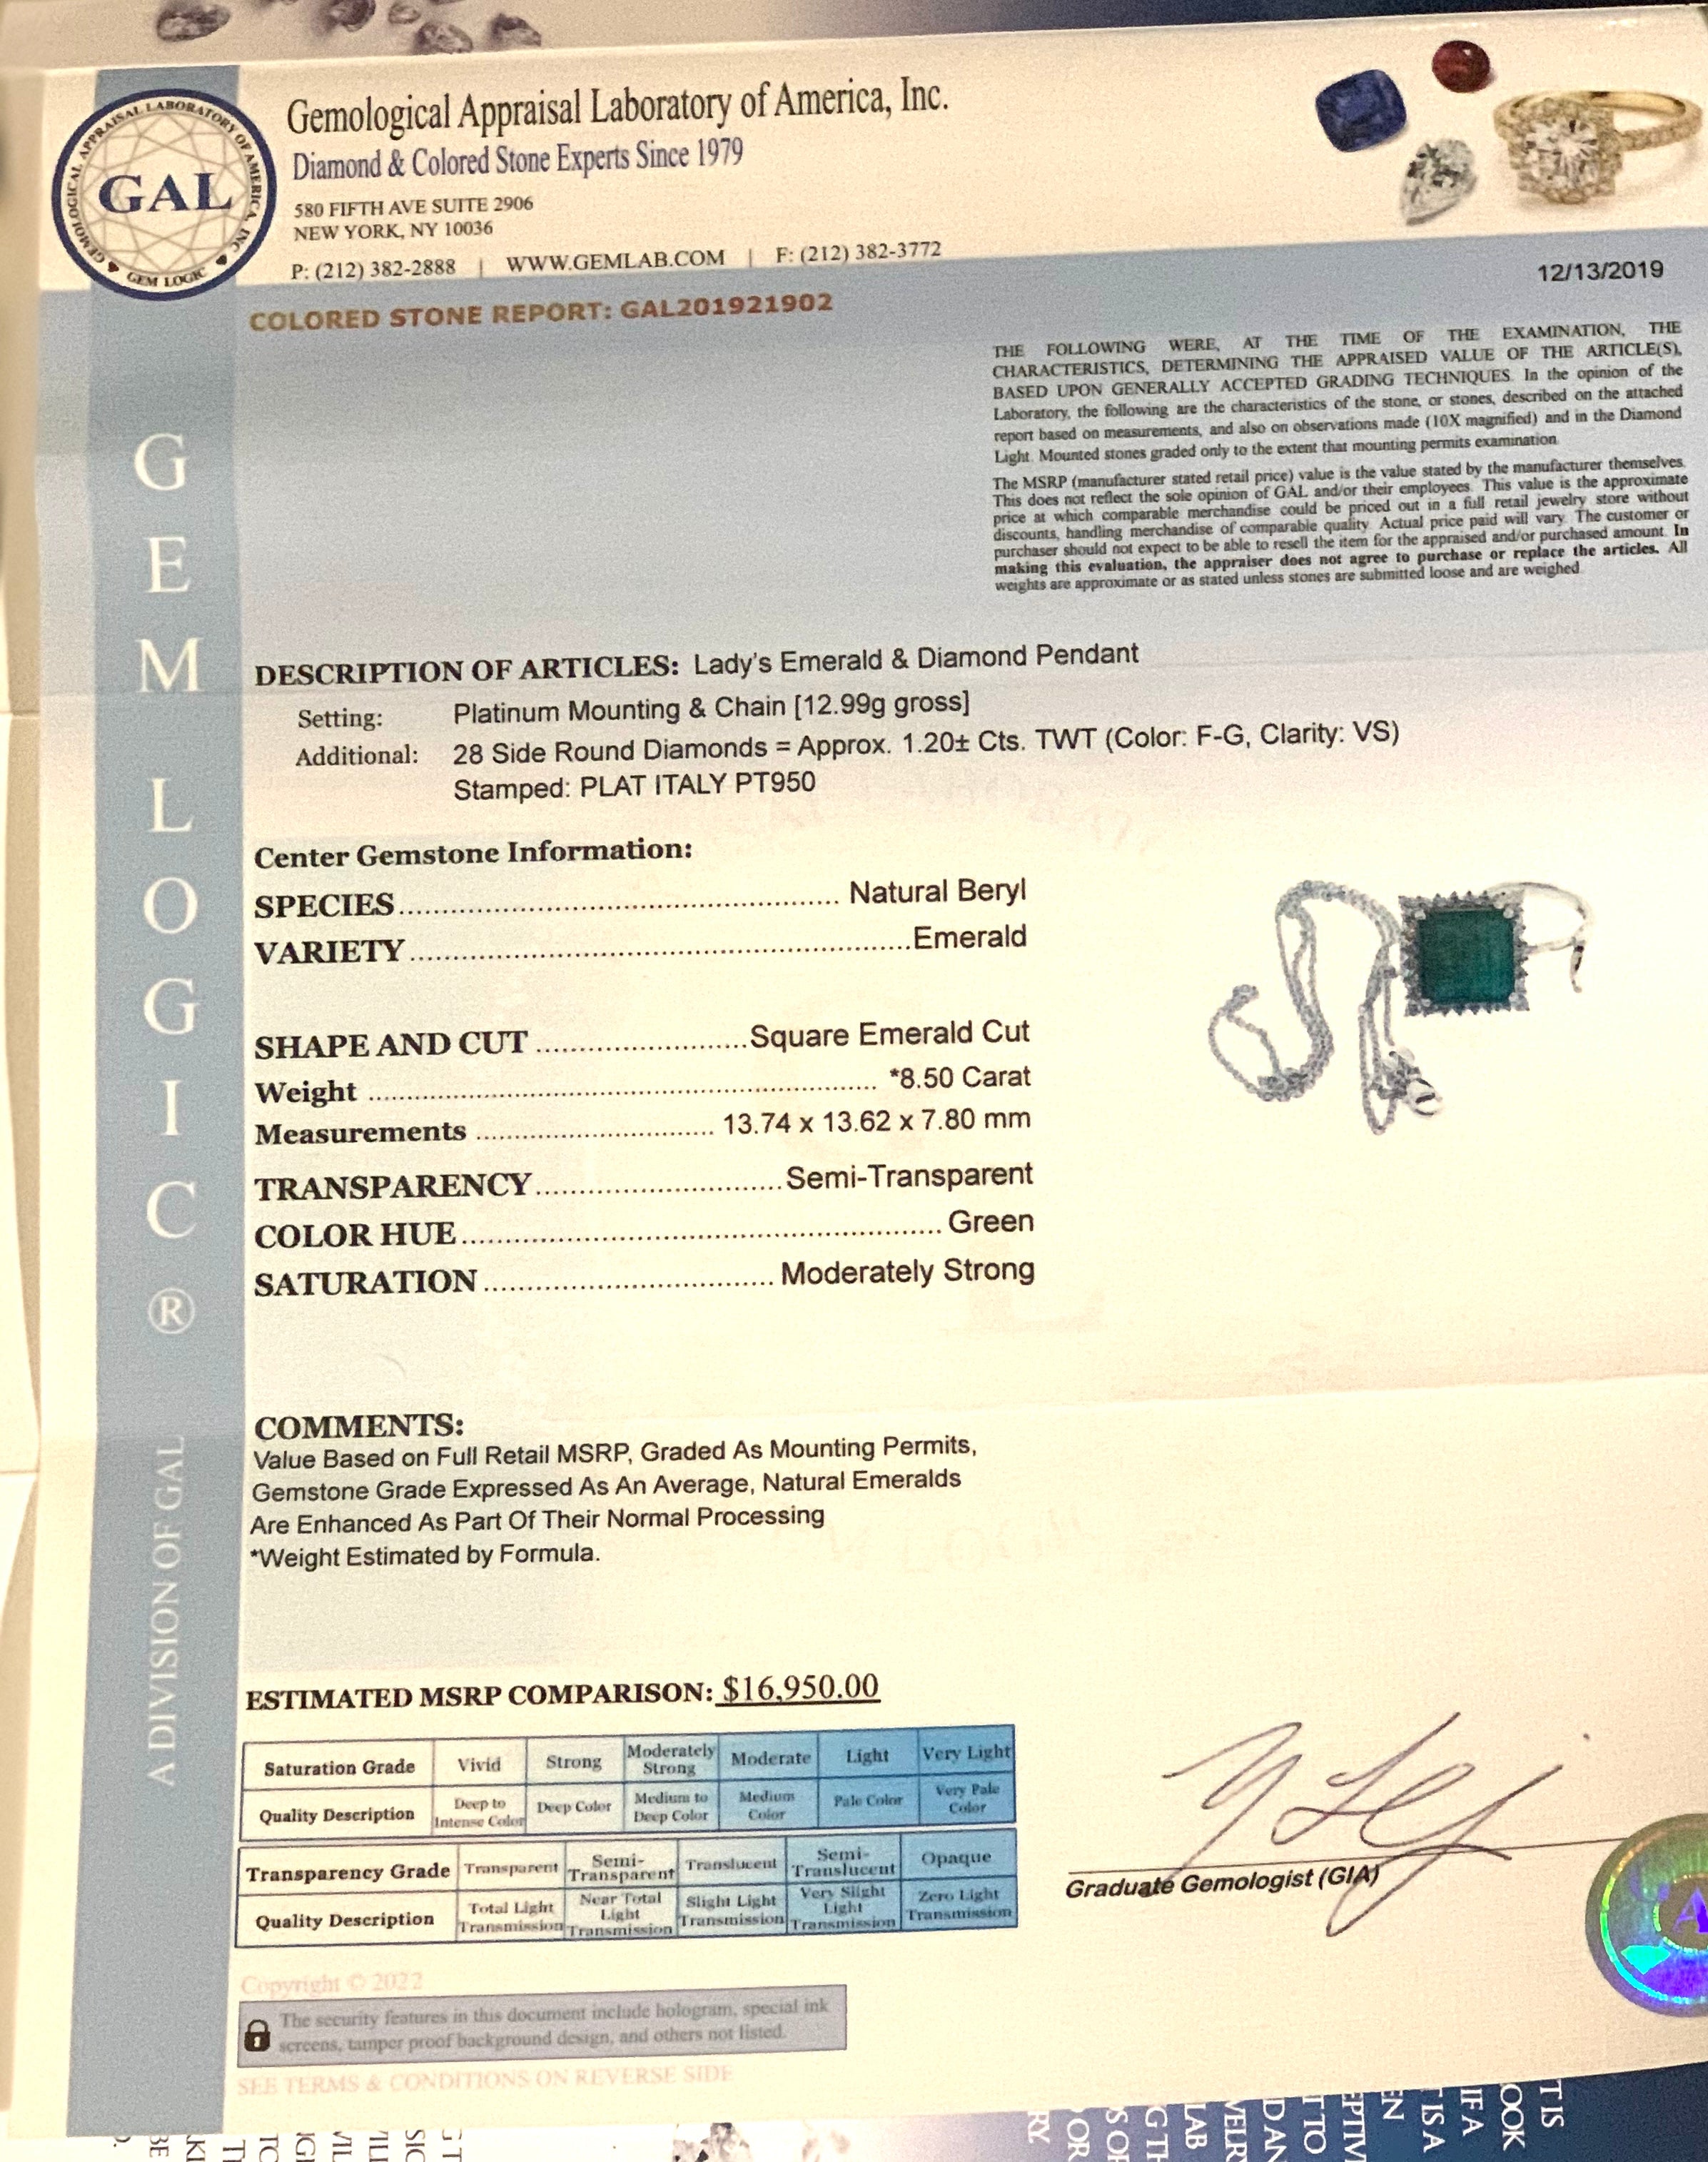 GEMOLOGICAL APPRAISAL LABORATORY OF AMERICA, INC.
GAL
GEM LOGIC
Gemological Appraisal Laboratory of America, Inc.
Diamond & Colored Stone Experts Since 1979
580 FIFTH AVE SUITE 2906
NEW YORK, NY 10036
P: (212) 382-2888 | WWW.GEMLAB.COM | F: (212) 382-3772
12/13/2019
COLORED STONE REPORT: GAL201921902
THE FOLLOWING WERE, AT THE TIME OF THE EXAMINATION, THE
CHARACTERISTICS, DETERMINING THE APPRAISED VALUE OF THE ARTICLE(S),
BASED UPON GENERALLY ACCEPTED GRADING TECHNIQUES. In the opinion of the
Laboratory, the following are the characteristics of the stone, or stones, described on the attached
report based on measurements, and also on observations made (10X magnified) and in the Diamond
Light. Mounted stones graded only to the extent that mounting permits examination.
The MSRP (manufacturer stated retail price) value is the value stated by the manufacturer themselves.
This does not reflect the sole opinion of GAL and/or their employees. This value is the approximate
price at which comparable merchandise could be priced out in a full retail jewelry store without
discounts, handling merchandise of comparable quality. Actual price paid will vary. The customer or
purchaser should not expect to be able to resell the item for the appraised and/or purchased amount. In
making this evaluation, the appraiser does not agree to purchase or replace the articles. All
weights are approximate or as stated unless stones are submitted loose and are weighed.
GEM LOGIC ®
A DIVISION OF GAL
DESCRIPTION OF ARTICLES: Lady's Emerald & Diamond Pendant
Setting: Platinum Mounting & Chain [12.99g gross]
Additional: 28 Side Round Diamonds = Approx. 1.20± Cts. TWT (Color: F-G, Clarity: VS)
Stamped: PLAT ITALY PT950
Center Gemstone Information:
SPECIES.................... Natural Beryl
VARIETY....................Emerald
SHAPE AND CUT....................Square Emerald Cut
Weight .................... *8.50 Carat
Measurements .................... 13.74 x 13.62 x 7.80 mm
TRANSPARENCY....................Semi-Transparent
COLOR HUE.................... Green
SATURATION.................... Moderately Strong
COMMENTS:
Value Based on Full Retail MSRP, Graded As Mounting Permits,
Gemstone Grade Expressed As An Average, Natural Emeralds
Are Enhanced As Part Of Their Normal Processing
*Weight Estimated by Formula.
ESTIMATED MSRP COMPARISON: $16,950.00
Saturation Grade Vivid Strong Moderately Strong Moderate Light Very Light
Quality Description Deep to Intense Color Deep Color Medium to Deep Color Medium Color Pale Color Very Pale Color
Transparency Grade Transparent Semi-Transparent Translucent Semi-Translucent Opaque
Quality Description Total Light Transmission Near Total Light Transmission Slight Light Transmission Very Slight Light Transmission Zero Light Transmission
Graduate Gemologist (GIA)
Copyright © 2022
The security features in this document include hologram, special ink
screens, tamper proof background design, and others not listed.
SEE TERMS & CONDITIONS ON REVERSE SIDE